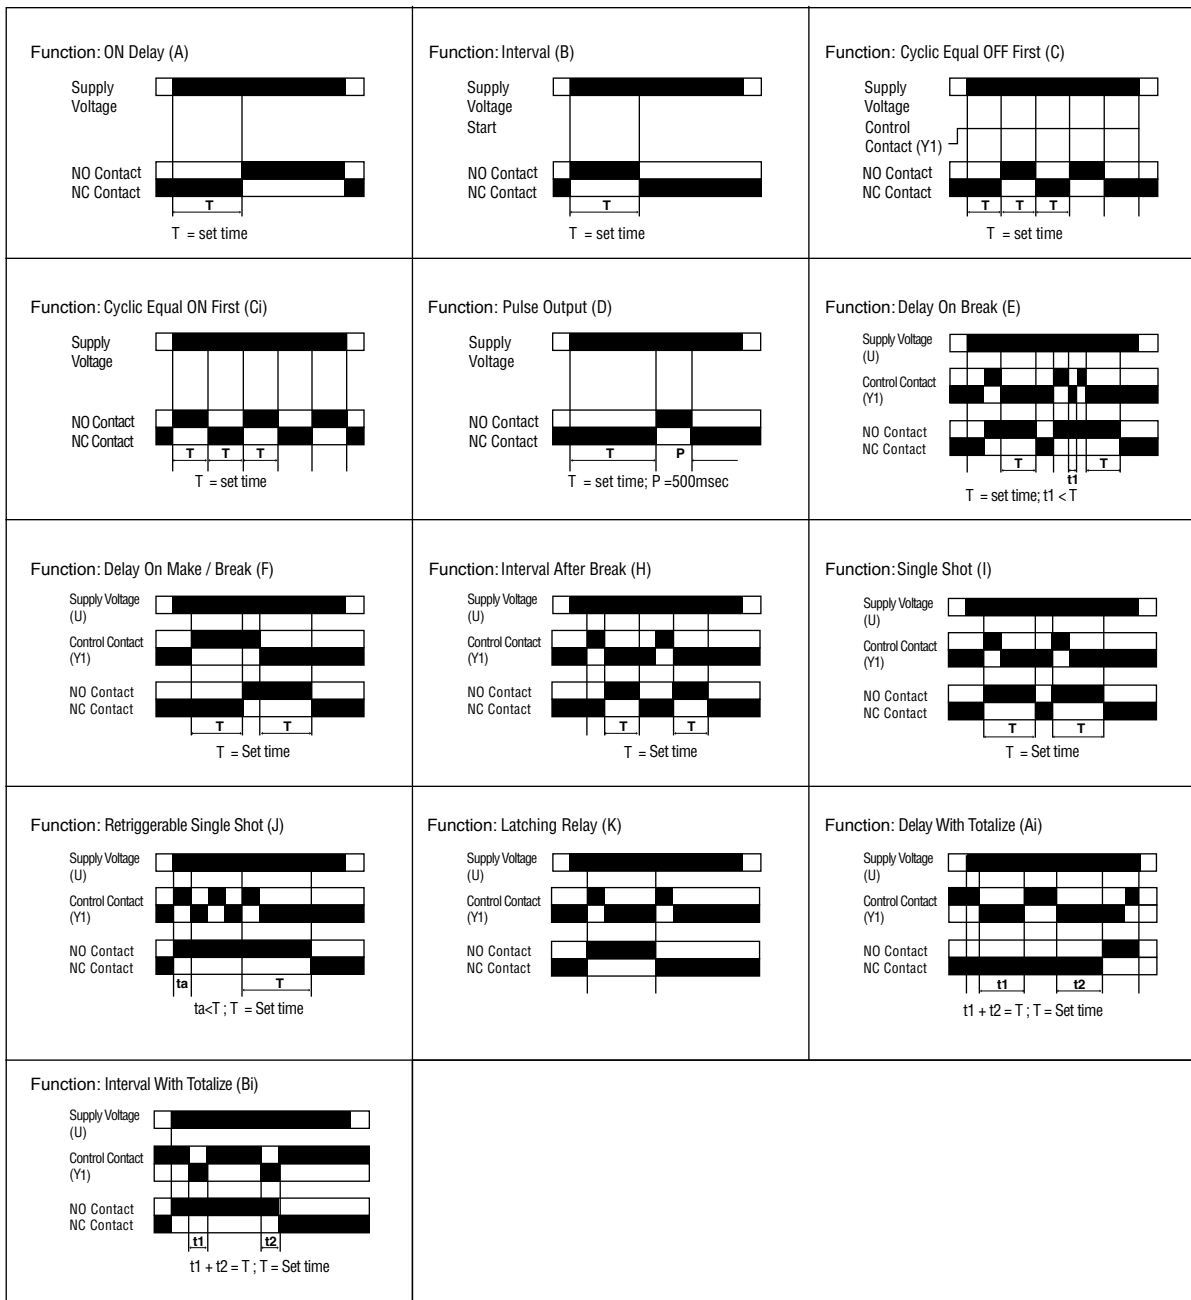 Function: ON Delay (A)
Supply
Voltage
NO Contact
NC Contact
T
T = set time
Function: Interval (B)
Supply
Voltage
Start
NO Contact
NC Contact
T
T = set time
Function: Cyclic Equal OFF First (C)
Supply
Voltage
Control
Contact (Y1)
NO Contact
NC Contact
T T T
T = set time
Function: Cyclic Equal ON First (Ci)
Supply
Voltage
NO Contact
NC Contact
T T T
T = set time
Function: Pulse Output (D)
Supply
Voltage
NO Contact
NC Contact
T P
T = set time; P =500msec
Function: Delay On Break (E)
Supply Voltage
(U)
Control Contact
(Y1)
NO Contact
NC Contact
T t1 T
T = set time; t1 < T
Function: Delay On Make / Break (F)
Supply Voltage
(U)
Control Contact
(Y1)
NO Contact
NC Contact
T T
T = Set time
Function: Interval After Break (H)
Supply Voltage
(U)
Control Contact
(Y1)
NO Contact
NC Contact
T T
T = Set time
Function: Single Shot (I)
Supply Voltage
(U)
Control Contact
(Y1)
NO Contact
NC Contact
T T
T = Set time
Function: Retriggerable Single Shot (J)
Supply Voltage
(U)
Control Contact
(Y1)
NO Contact
NC Contact
ta T
ta<T ; T = Set time
Function: Latching Relay (K)
Supply Voltage
(U)
Control Contact
(Y1)
NO Contact
NC Contact
Function: Delay With Totalize (Ai)
Supply Voltage
(U)
Control Contact
(Y1)
NO Contact
NC Contact
t1 t2
t1 + t2 = T ; T = Set time
Function: Interval With Totalize (Bi)
Supply Voltage
(U)
Control Contact
(Y1)
NO Contact
NC Contact
t1 t2
t1 + t2 = T ; T = Set time